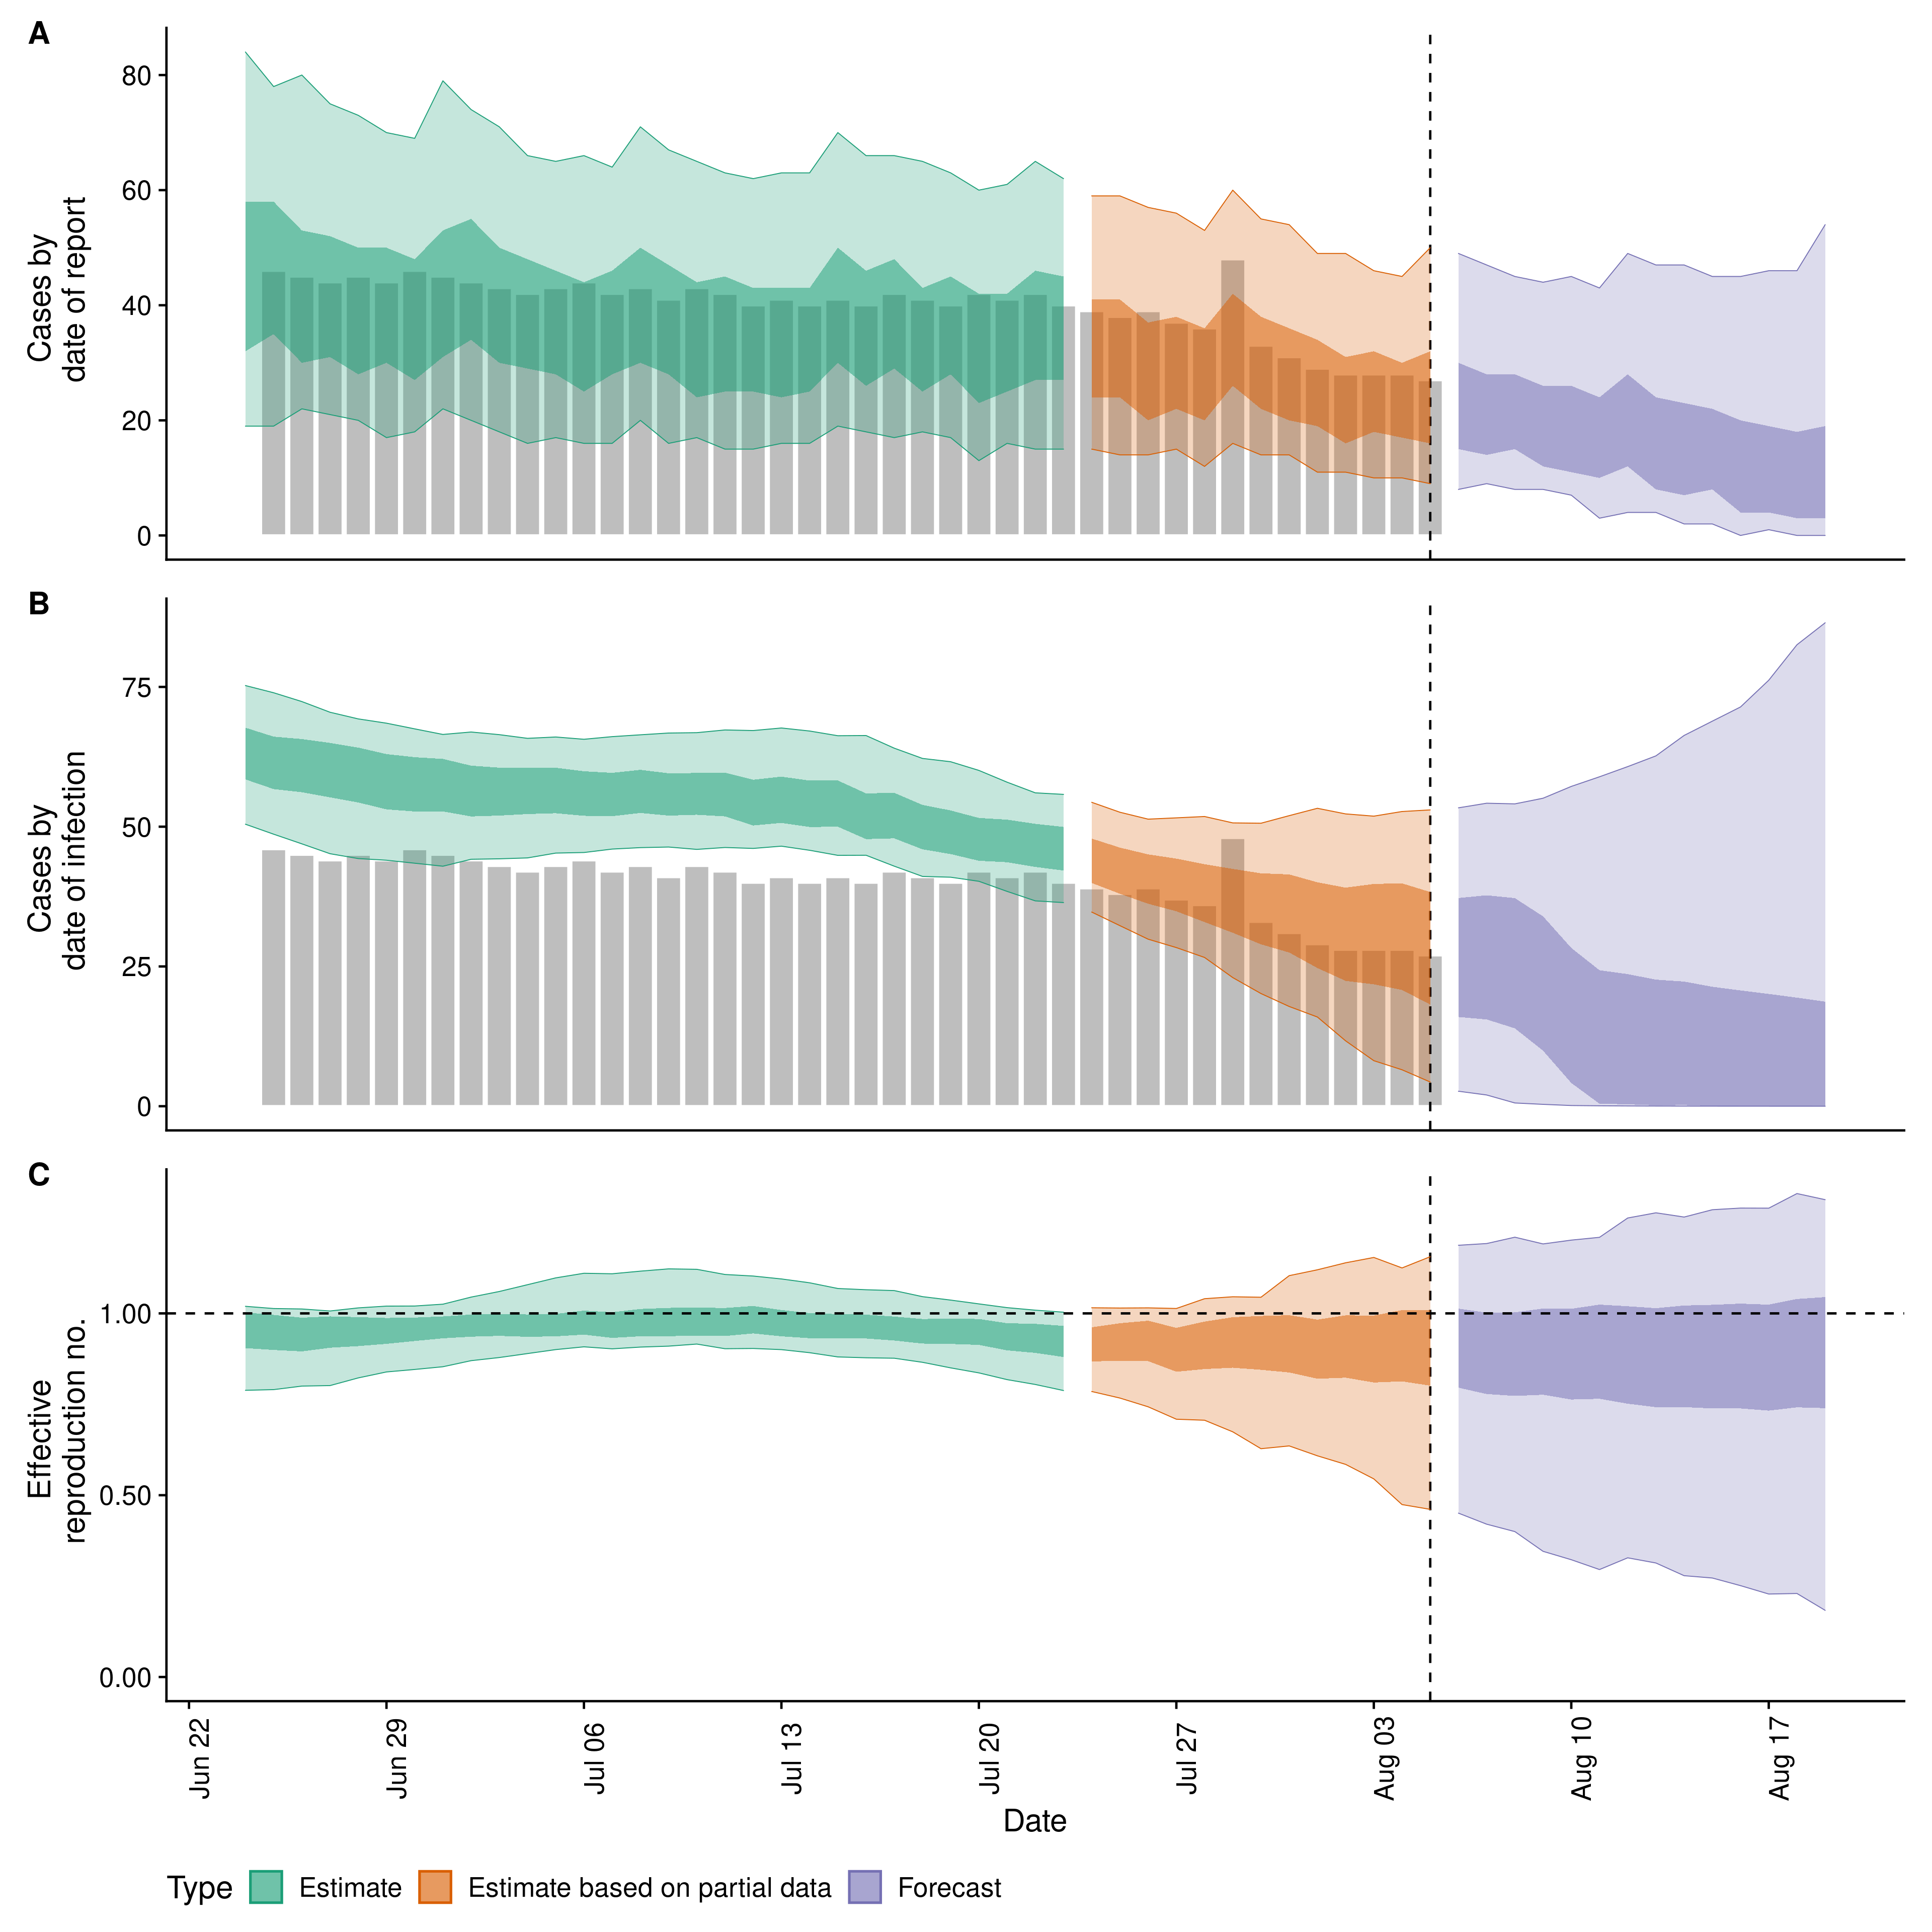 A
80
60
40
20
0
Cases by
date of report
B
75
50
25
0
Cases by
date of infection
C
1.00
0.50
0.00
Effective
reproduction no.
Jun 22
Jun 29
Jul 06
Jul 13
Jul 20
Jul 27
Aug 03
Aug 10
Aug 17
Date
Type Estimate Estimate based on partial data Forecast